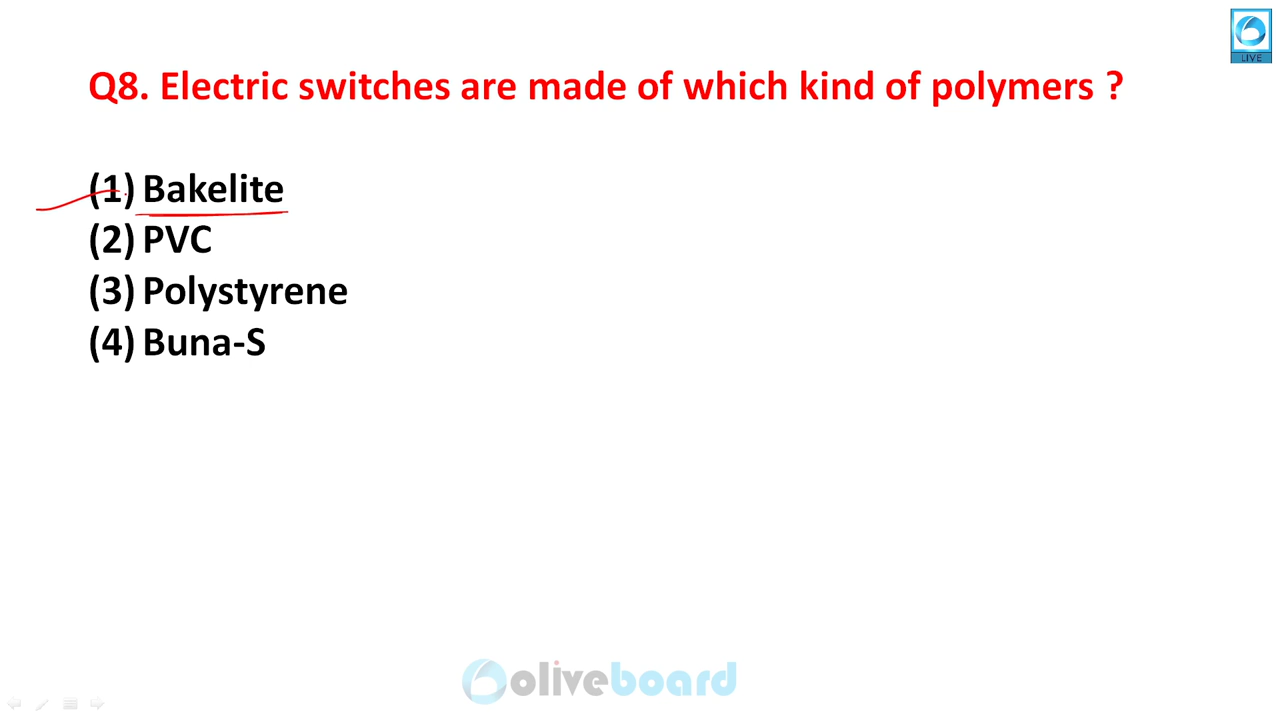 LIVE
Q8. Electric switches are made of which kind of polymers ?
(1) Bakelite
(2) PVC
(3) Polystyrene
(4) Buna-S
oliveboard